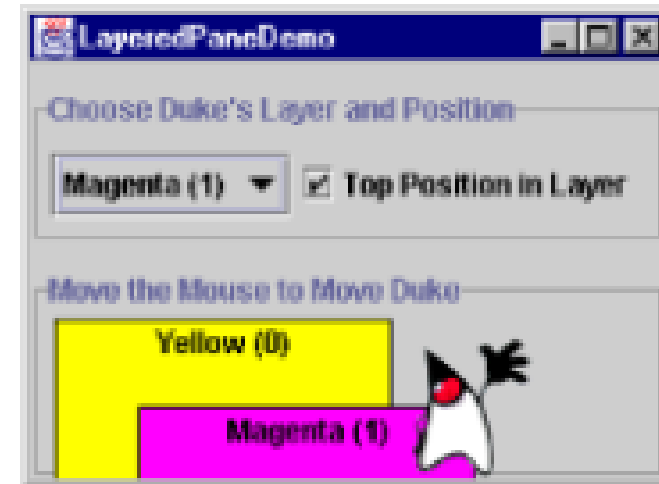 LayeredPaneDemo
Choose Duke's Layer and Position
Magenta (1)
Top Position in Layer
Move the Mouse to Move Duke
Yellow (0)
Magenta (1)